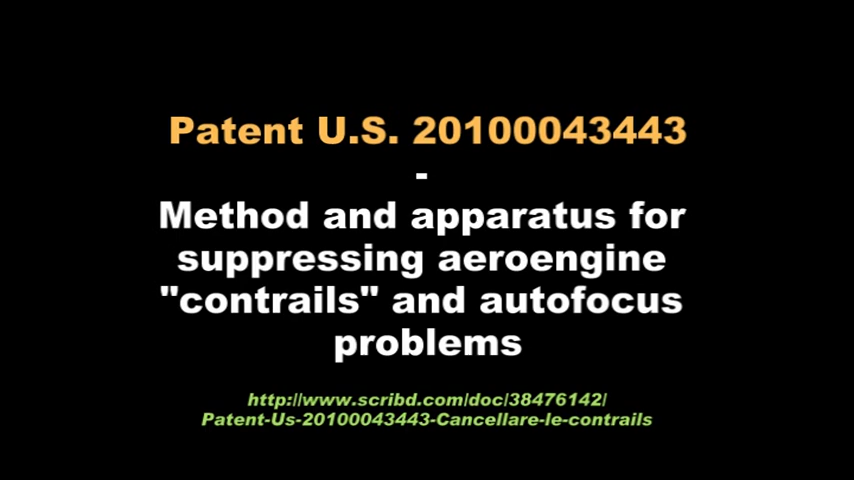 Patent U.S. 20100043443
-
Method and apparatus for
suppressing aeroengine
"contrails" and autofocus
problems
http://www.scribd.com/doc/38476142/
Patent-Us-20100043443-Cancellare-le-contrails